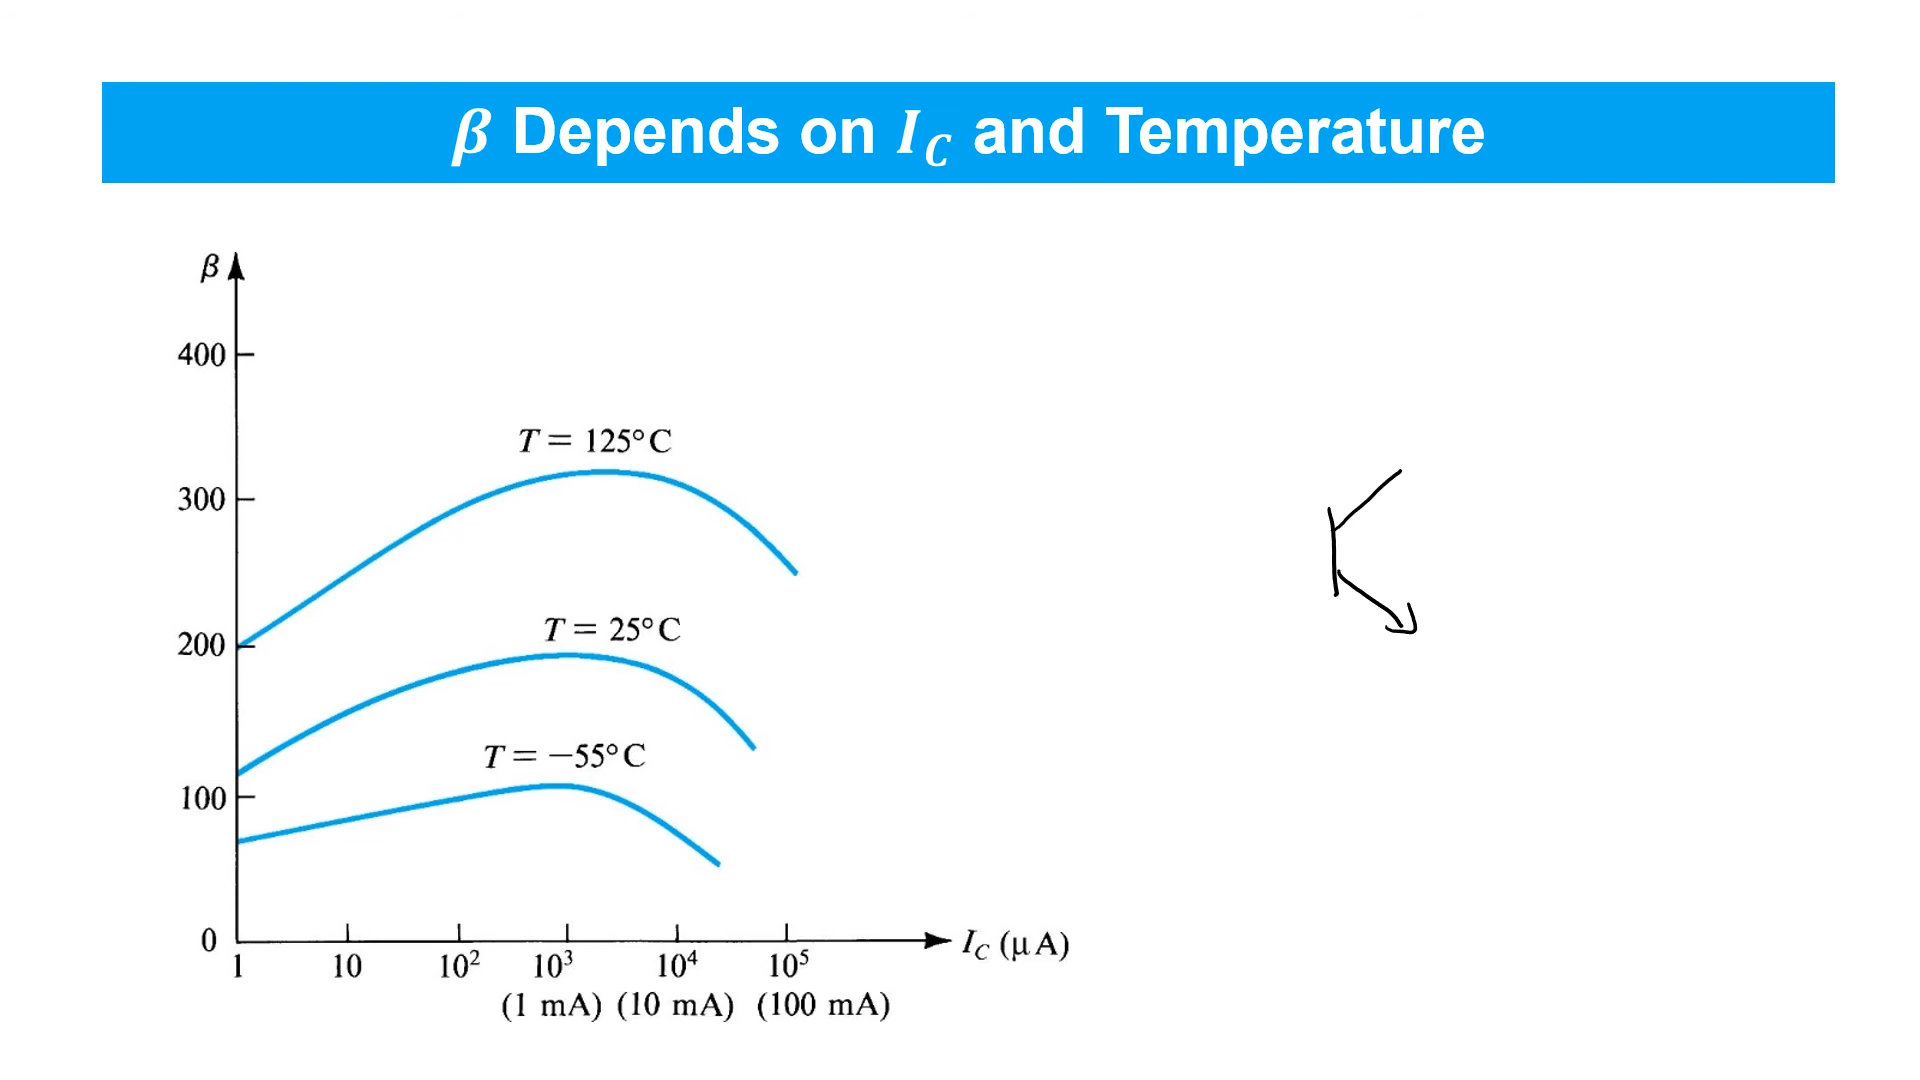 β Depends on I_C and Temperature
β
400
T = 125°C
300
T = 25°C
200
T = −55°C
100
0
I_C (μA)
1 10 10² 10³ 10⁴ 10⁵
(1 mA) (10 mA) (100 mA)